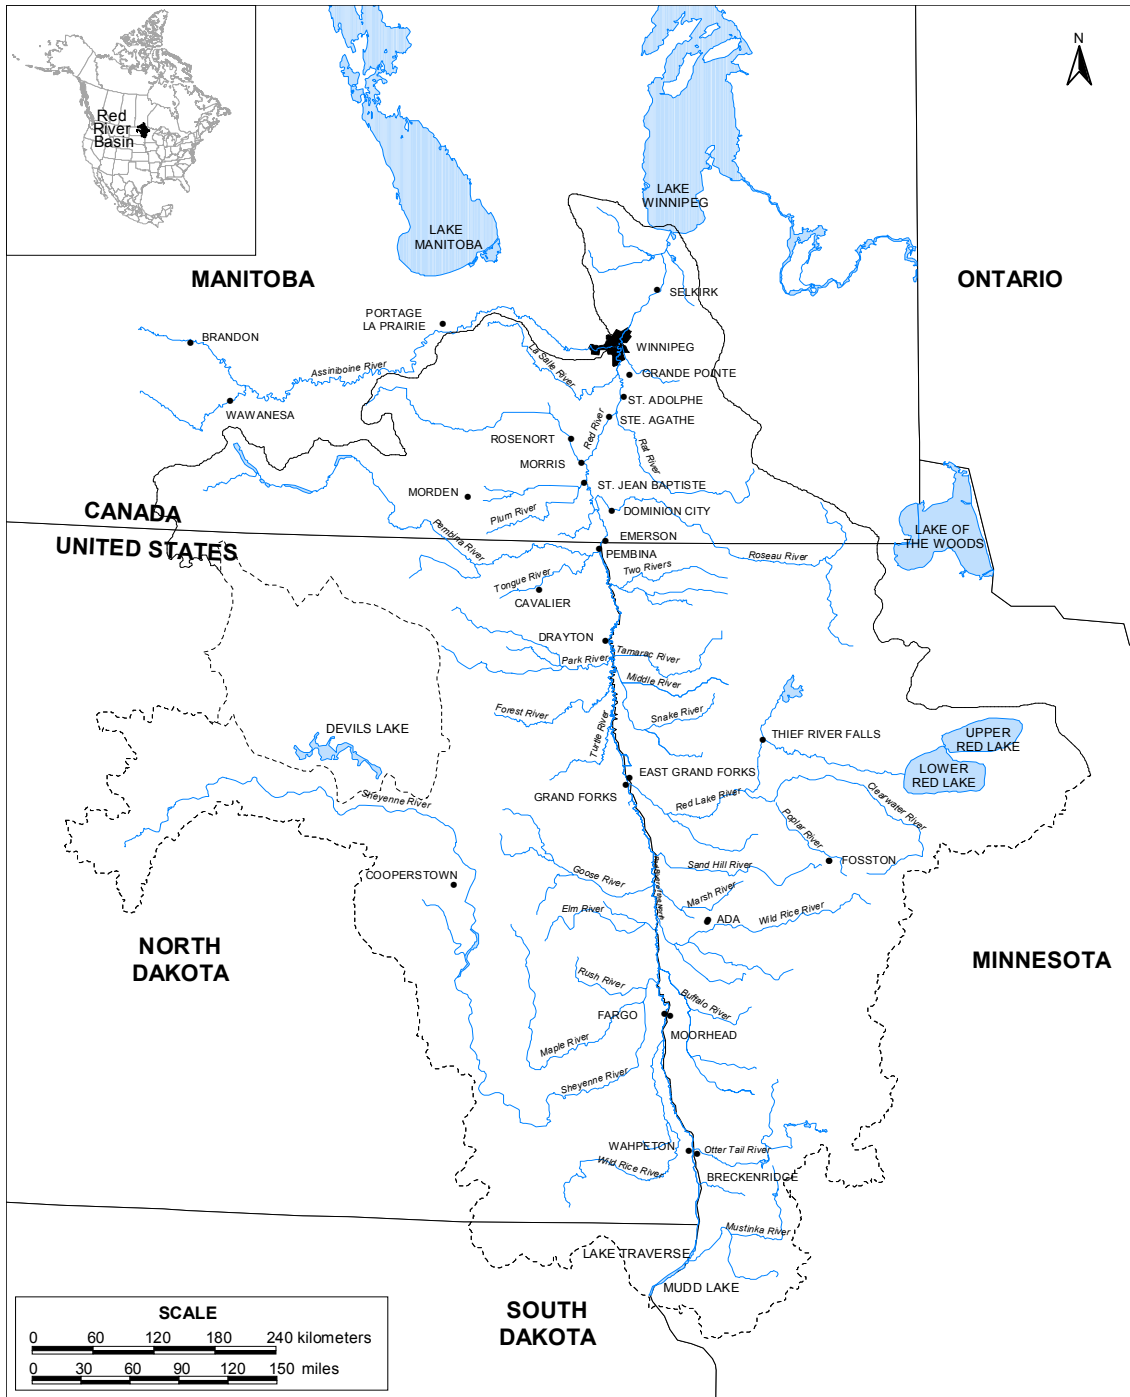 N
Red
River
Basin
LAKE
WINNIPEG
LAKE
MANITOBA
MANITOBA
ONTARIO
SELKIRK
PORTAGE
LA PRAIRIE
BRANDON
WINNIPEG
La Salle River
Assiniboine River
GRANDE POINTE
ST. ADOLPHE
WAWANESA
STE. AGATHE
Red River
ROSENORT
Rat River
MORRIS
ST. JEAN BAPTISTE
MORDEN
Plum River
DOMINION CITY
CANADA
UNITED STATES
LAKE OF
THE WOODS
EMERSON
Pembina River
PEMBINA
Roseau River
Two Rivers
Tongue River
CAVALIER
DRAYTON
Tamarac River
Park River
Middle River
Forest River
Snake River
Turtle River
DEVILS LAKE
THIEF RIVER FALLS
UPPER
RED LAKE
LOWER
RED LAKE
EAST GRAND FORKS
GRAND FORKS
Red Lake River
Clearwater River
Sheyenne River
Poplar River
FOSSTON
Sand Hill River
COOPERSTOWN
Goose River
Red River of the North
Marsh River
Elm River
ADA
Wild Rice River
NORTH
DAKOTA
MINNESOTA
Rush River
Buffalo River
FARGO
MOORHEAD
Maple River
Sheyenne River
WAHPETON
Otter Tail River
Wild Rice River
BRECKENRIDGE
Mustinka River
LAKE TRAVERSE
MUDD LAKE
SOUTH
DAKOTA
SCALE
0 60 120 180 240 kilometers
0 30 60 90 120 150 miles